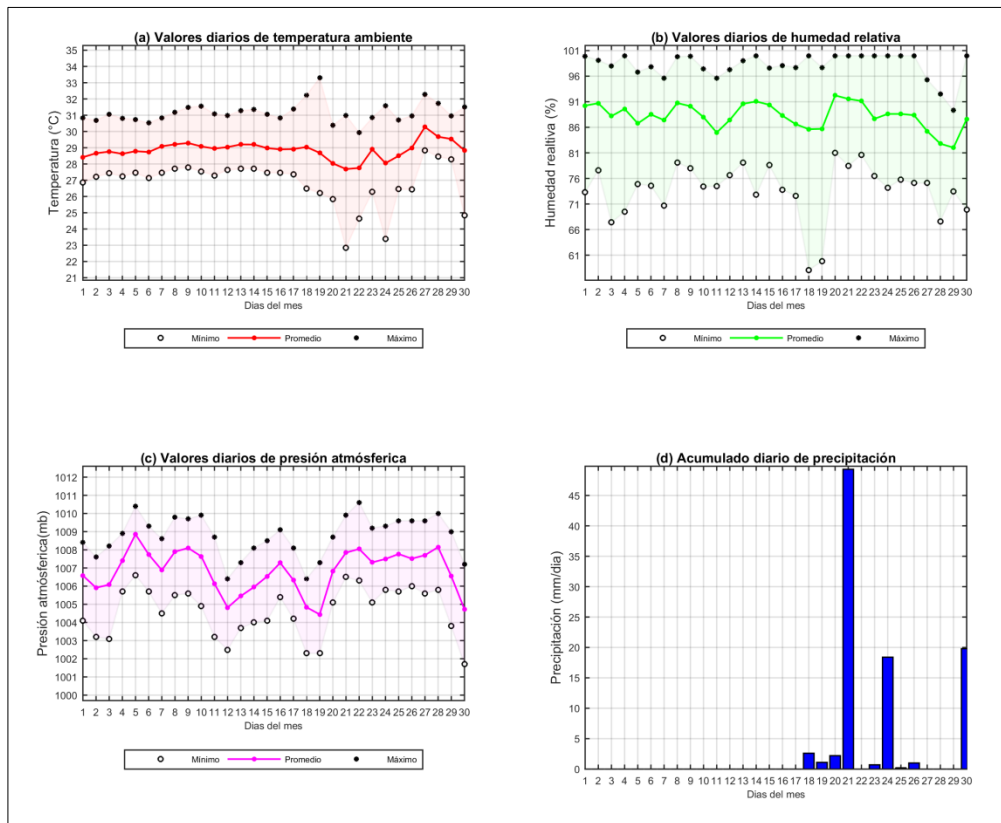 (a) Valores diarios de temperatura ambiente
35
34
33
32
31
30
29
28
27
26
25
24
23
22
21
Temperatura (°C)
1 2 3 4 5 6 7 8 9 10 11 12 13 14 15 16 17 18 19 20 21 22 23 24 25 26 27 28 29 30
Dias del mes
Mínimo Promedio Máximo
(b) Valores diarios de humedad relativa
101
96
91
86
81
76
71
66
61
Humedad realtiva (%)
1 2 3 4 5 6 7 8 9 10 11 12 13 14 15 16 17 18 19 20 21 22 23 24 25 26 27 28 29 30
Dias del mes
Mínimo Promedio Máximo
(c) Valores diarios de presión atmósferica
1012
1011
1010
1009
1008
1007
1006
1005
1004
1003
1002
1001
1000
Presión atmósferica(mb)
1 2 3 4 5 6 7 8 9 10 11 12 13 14 15 16 17 18 19 20 21 22 23 24 25 26 27 28 29 30
Dias del mes
Mínimo Promedio Máximo
(d) Acumulado diario de precipitación
45
40
35
30
25
20
15
10
5
0
Precipitación (mm/dia)
1 2 3 4 5 6 7 8 9 10 11 12 13 14 15 16 17 18 19 20 21 22 23 24 25 26 27 28 29 30
Dias del mes